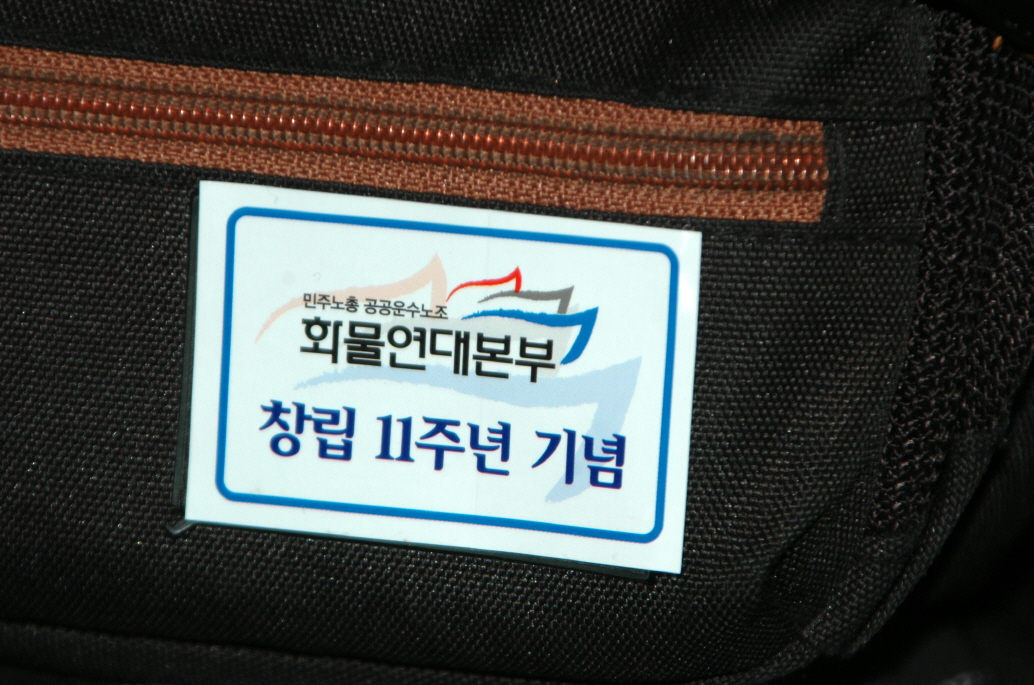 민주노총 공공운수노조
화물연대본부
창립 11주년 기념